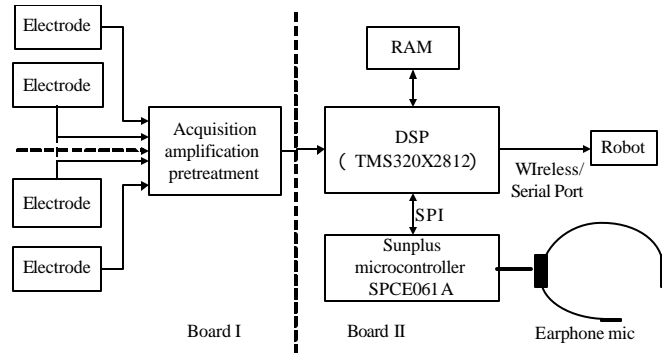 Electrode
Electrode
Electrode
Electrode
Acquisition
amplification
pretreatment
Board I
RAM
DSP
( TMS320X2812)
WIreless/
Serial Port
Robot
SPI
Sunplus
microcontroller
SPCE061A
Board II
Earphone mic